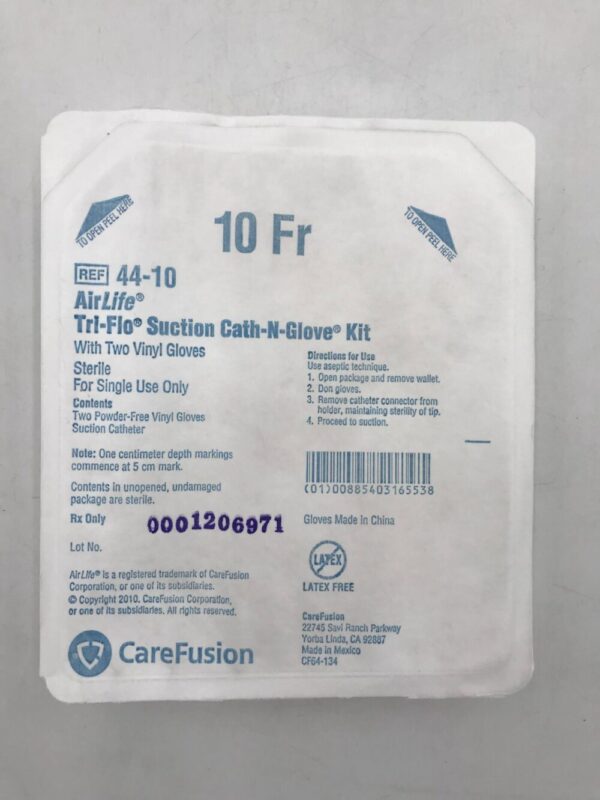 TO OPEN PEEL HERE
TO OPEN PEEL HERE
10 Fr
REF 44-10
AirLife®
Tri-Flo® Suction Cath-N-Glove® Kit
With Two Vinyl Gloves
Sterile
For Single Use Only
Contents
Two Powder-Free Vinyl Gloves
Suction Catheter
Note: One centimeter depth markings
commence at 5 cm mark.
Contents in unopened, undamaged
package are sterile.
Rx Only
0001206971
Lot No.
AirLife® is a registered trademark of CareFusion
Corporation, or one of its subsidiaries.
© Copyright 2010. CareFusion Corporation,
or one of its subsidiaries. All rights reserved.
CareFusion
Directions for Use
Use aseptic technique.
1. Open package and remove wallet.
2. Don gloves.
3. Remove catheter connector from
holder, maintaining sterility of tip.
4. Proceed to suction.
(01)00885403165538
Gloves Made in China
LATEX
LATEX FREE
CareFusion
22745 Savi Ranch Parkway
Yorba Linda, CA 92887
Made in Mexico
CF64-134